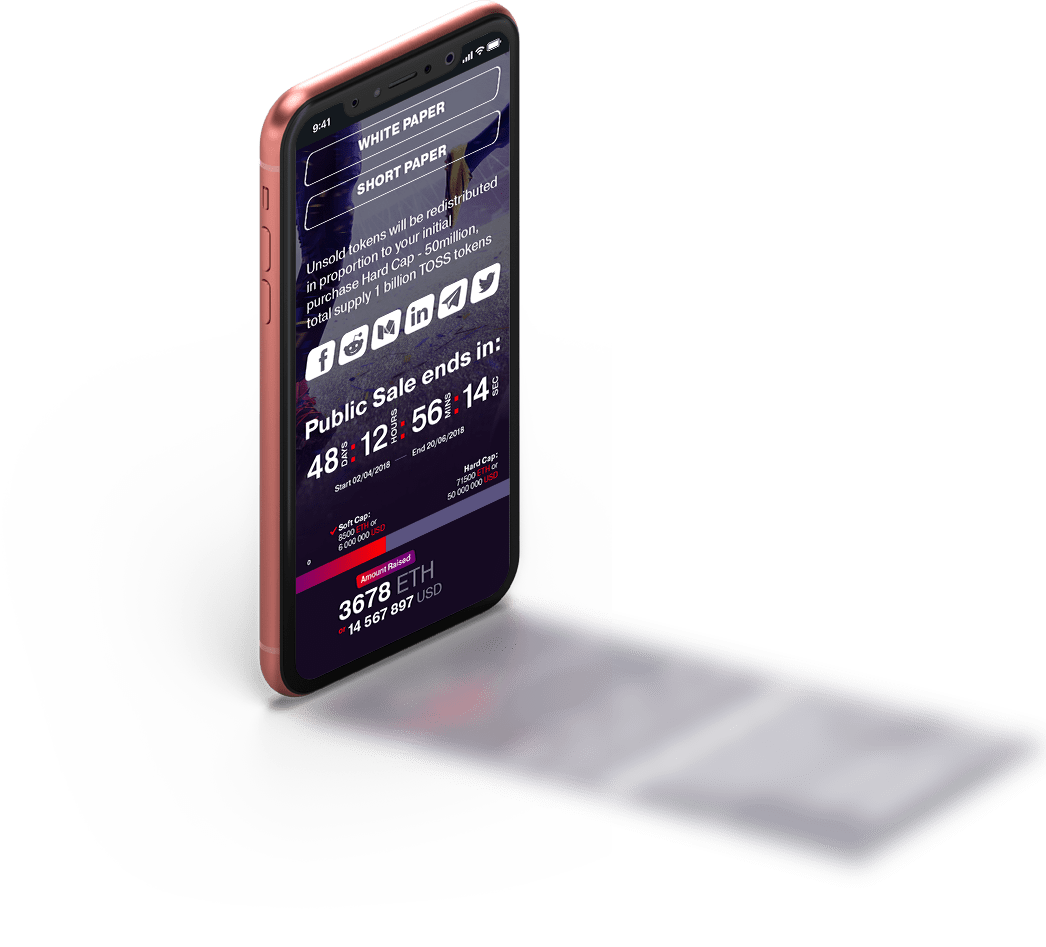 9:41
WHITE PAPER
SHORT PAPER
Unsold tokens will be redistributed
in proportion to your initial
purchase Hard Cap - 50million,
total supply 1 billion TOSS tokens
Public Sale ends in:
48 DAYS : 12 HOURS : 56 MINS : 14 SEC
Start 02/04/2018 End 20/06/2018
Hard Cap:
71500 ETH or
50 000 000 USD
Soft Cap:
8500 ETH or
6 000 000 USD
0
Amount Raised
3678 ETH
OR 14 567 897 USD